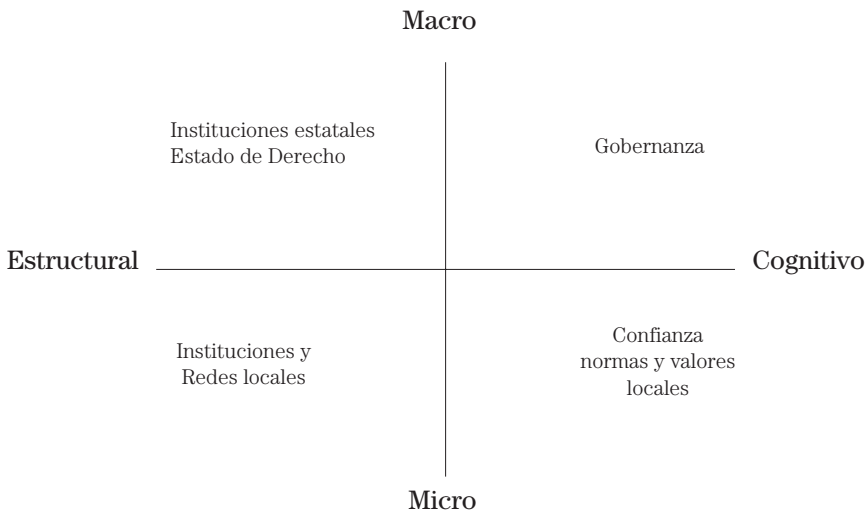 Macro
Instituciones estatales
Estado de Derecho
Gobernanza
Estructural
Cognitivo
Instituciones y
Redes locales
Confianza
normas y valores
locales
Micro